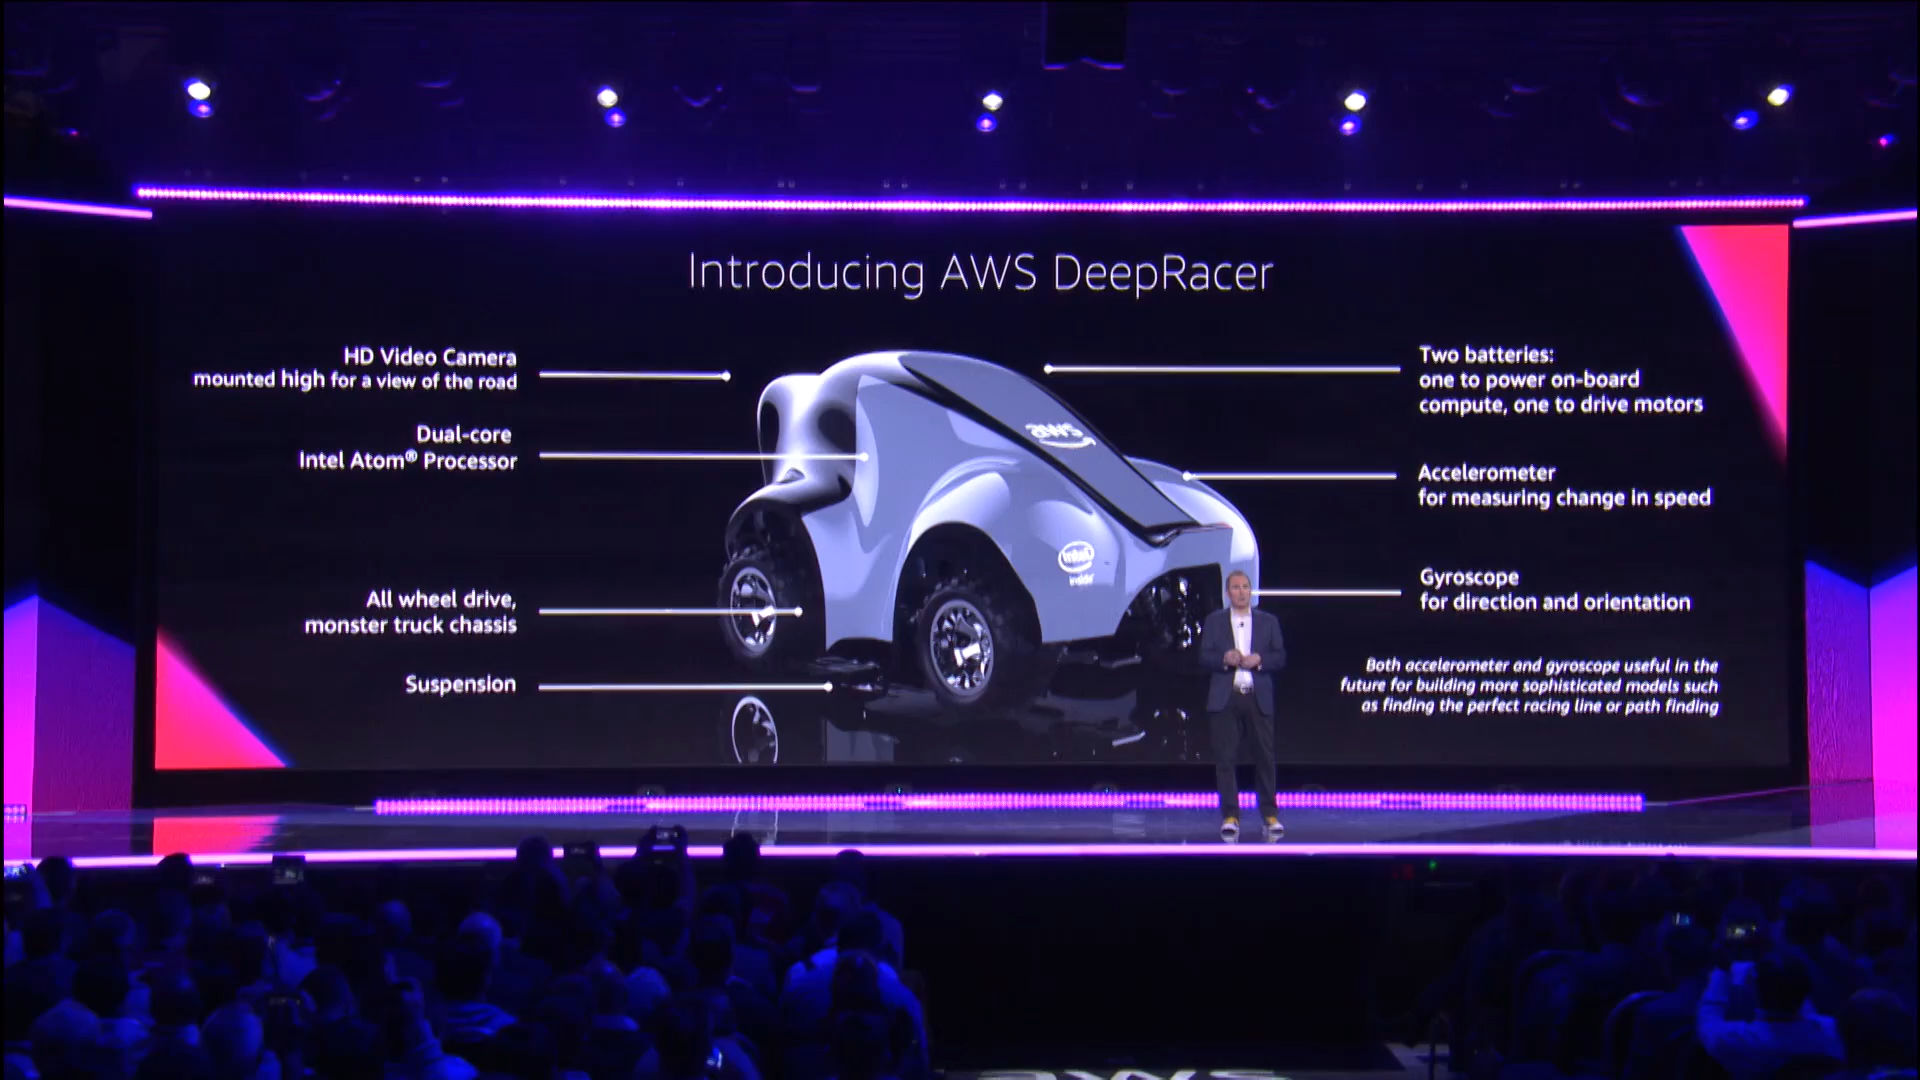 Introducing AWS DeepRacer
HD Video Camera
mounted high for a view of the road
Dual-core
Intel Atom® Processor
All wheel drive,
monster truck chassis
Suspension
aws
intel
inside
Two batteries:
one to power on-board
compute, one to drive motors
Accelerometer
for measuring change in speed
Gyroscope
for direction and orientation
Both accelerometer and gyroscope useful in the
future for building more sophisticated models such
as finding the perfect racing line or path finding
aws